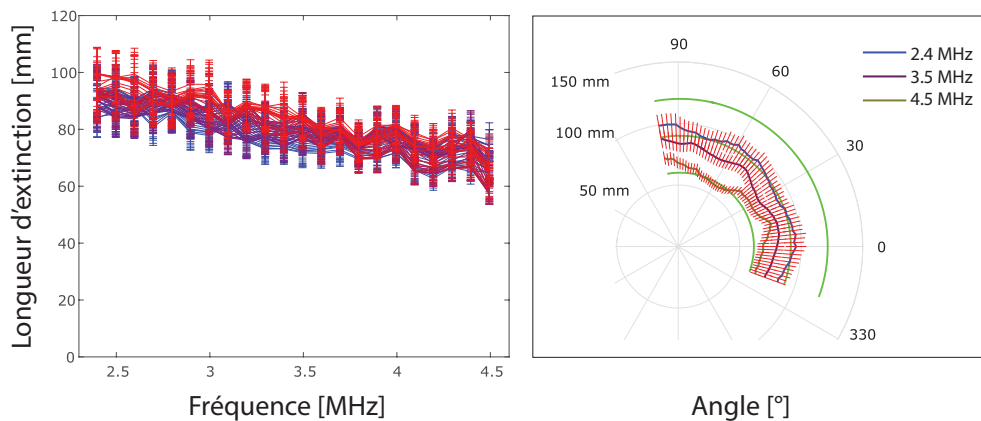 120
100
80
60
40
20
0
2.5
3
3.5
4
4.5
Longueur d'extinction [mm]
Fréquence [MHz]
90
60
30
0
330
150 mm
100 mm
50 mm
2.4 MHz
3.5 MHz
4.5 MHz
Angle [°]